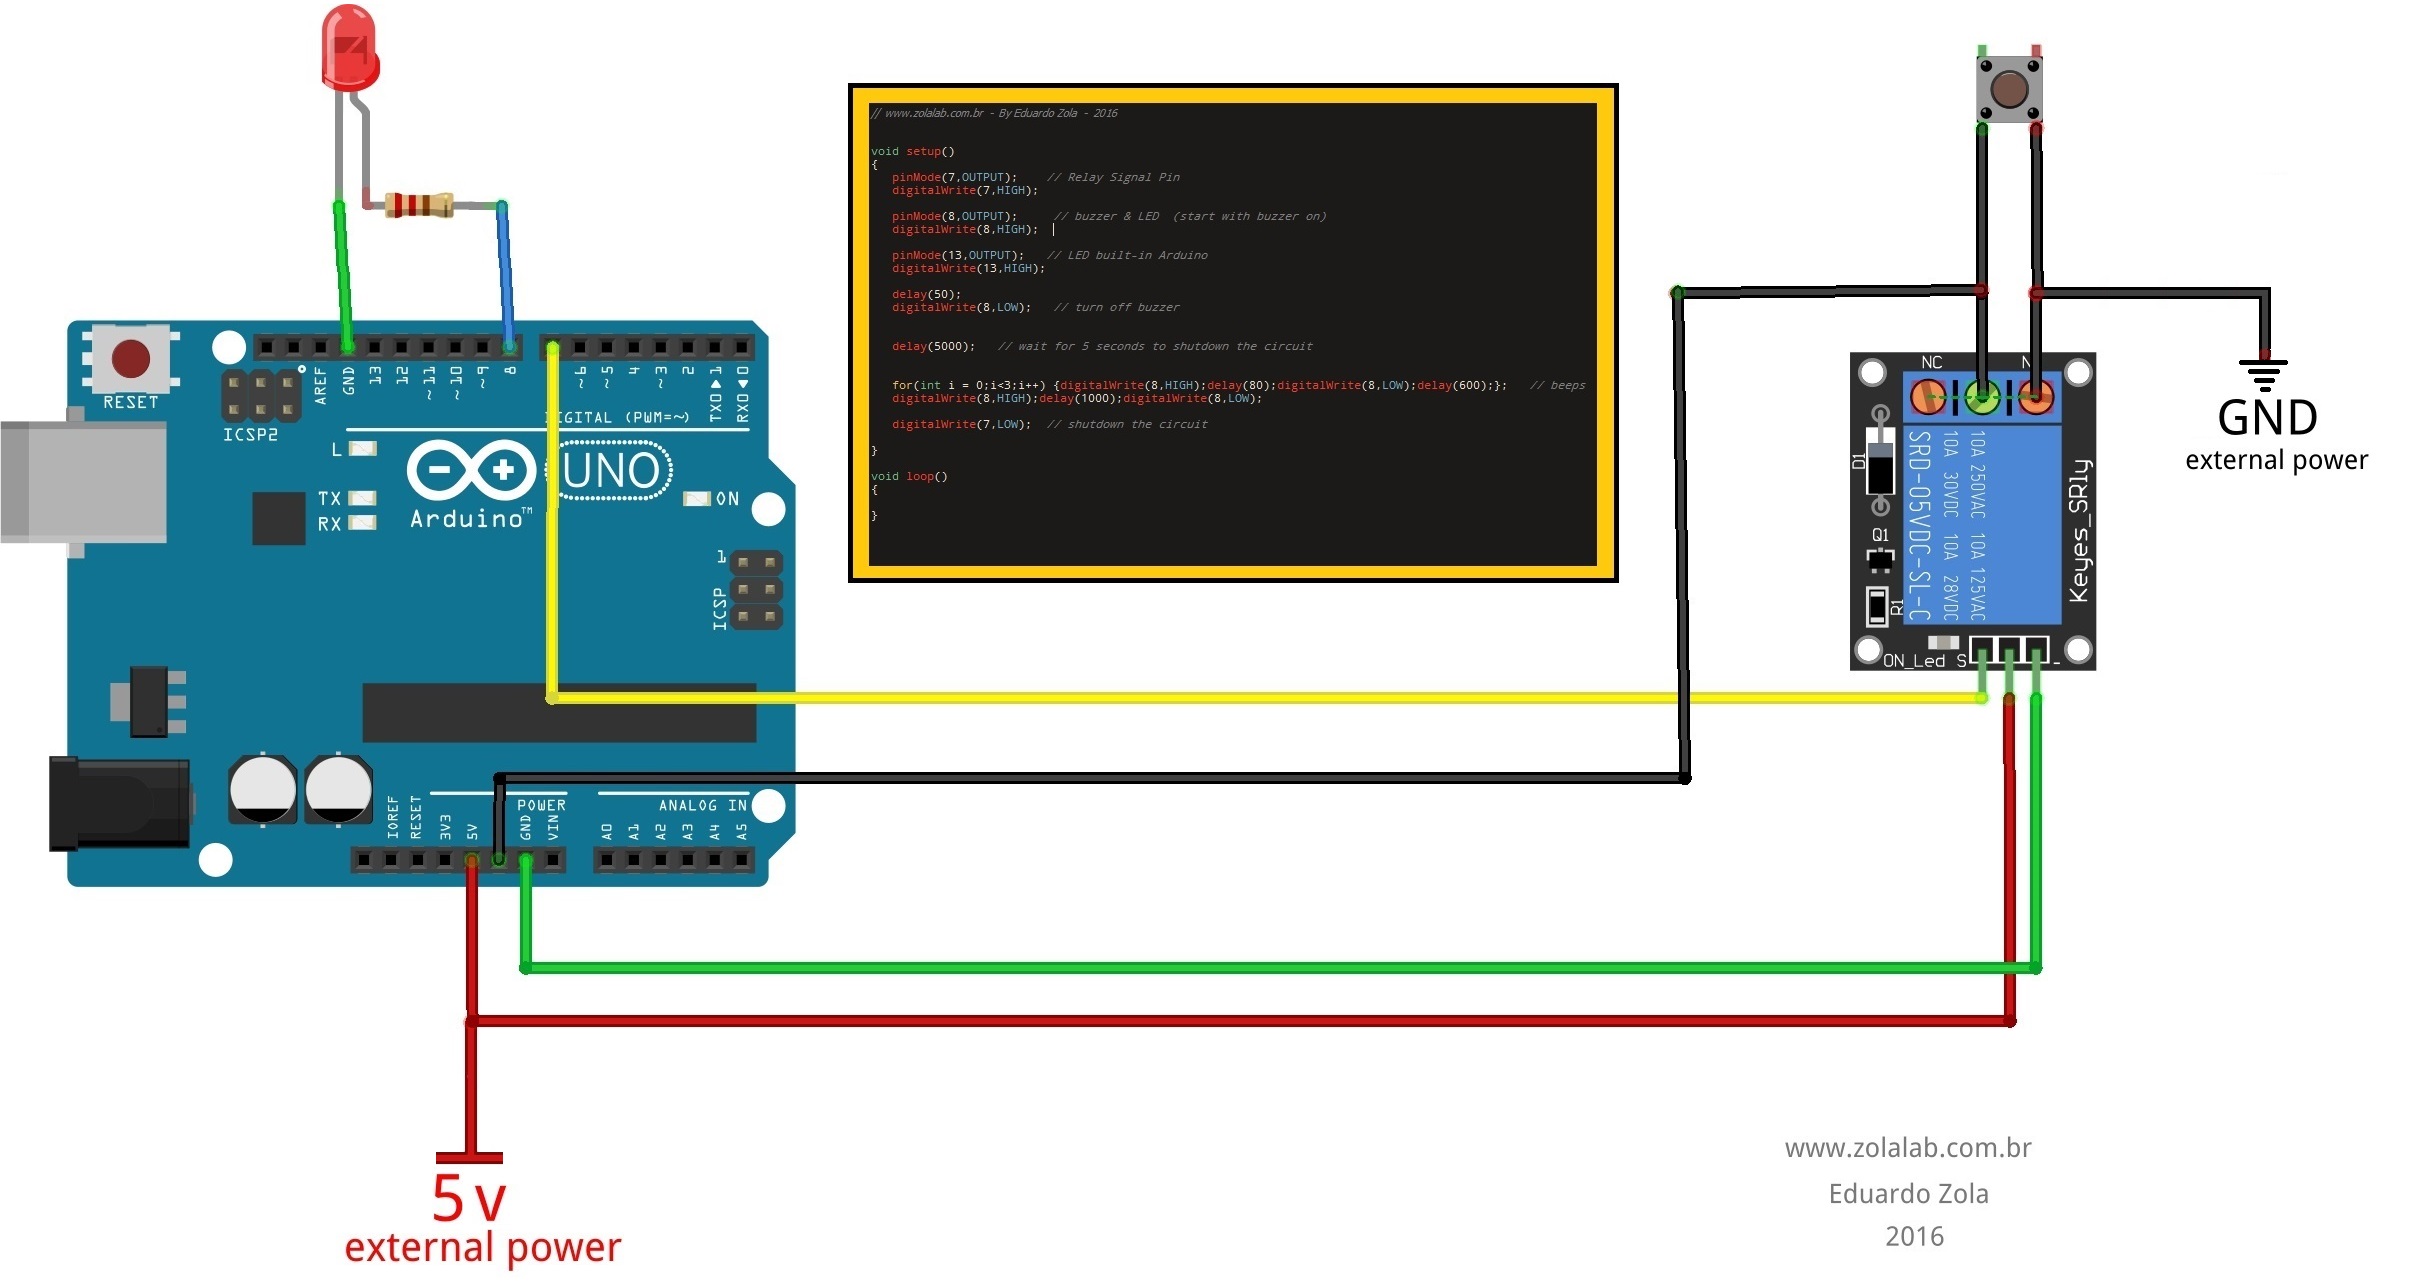 // www.zolalab.com.br - By Eduardo Zola - 2016
void setup()
{
pinMode(7,OUTPUT); // Relay Signal Pin
digitalWrite(7,HIGH);
pinMode(8,OUTPUT); // buzzer & LED (start with buzzer on)
digitalWrite(8,HIGH);
pinMode(13,OUTPUT); // LED built-in Arduino
digitalWrite(13,HIGH);
delay(50);
digitalWrite(8,LOW); // turn off buzzer
delay(5000); // wait for 5 seconds to shutdown the circuit
for(int i = 0;i<3;i++) {digitalWrite(8,HIGH);delay(80);digitalWrite(8,LOW);delay(600);}; // beeps
digitalWrite(8,HIGH);delay(1000);digitalWrite(8,LOW);
digitalWrite(7,LOW); // shutdown the circuit
}
void loop()
{
}
RESET
ICSP2
AREF
GND
13
12
~11
~10
~9
8
~6
~5
4
~3
2
TX0▶1
RX0◀0
DIGITAL (PWM=~)
L
TX
RX
Arduino™
UNO
ON
1
ICSP
IOREF
RESET
3V3
5V
GND
VIN
POWER
ANALOG IN
A0
A1
A2
A3
A4
A5
NC
N
D1
Q1
R1
SRD-05VDC-SL-C
10A 30VDC 10A 28VDC
10A 250VAC 10A 125VAC
Keyes_SRly
ON_Led S
-
GND
external power
5 v
external power
www.zolalab.com.br
Eduardo Zola
2016